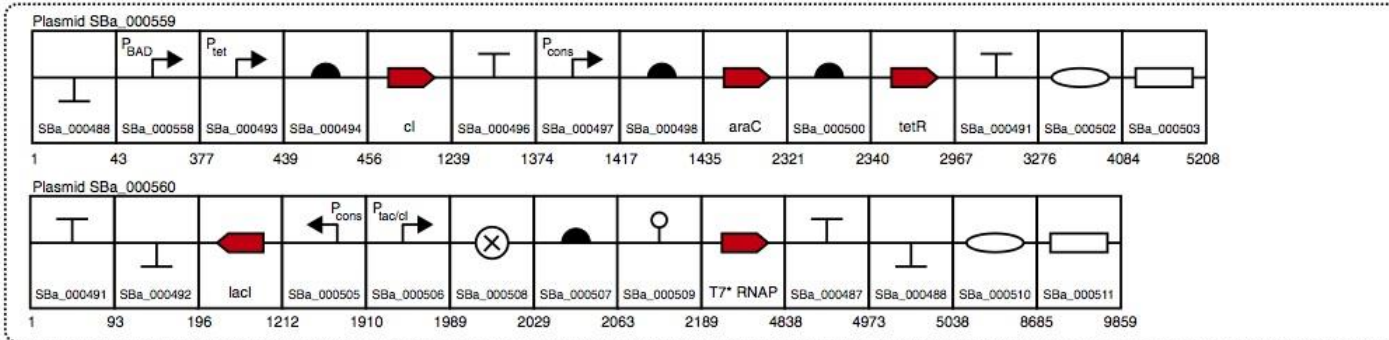 Plasmid SBa_000559
PBAD Ptet Pcons
SBa_000488 SBa_000558 SBa_000493 SBa_000494 cI SBa_000496 SBa_000497 SBa_000498 araC SBa_000500 tetR SBa_000491 SBa_000502 SBa_000503
1 43 377 439 456 1239 1374 1417 1435 2321 2340 2967 3276 4084 5208
Plasmid SBa_000560
Pcons Ptac/cI
SBa_000491 SBa_000492 lacI SBa_000505 SBa_000506 SBa_000508 SBa_000507 SBa_000509 T7* RNAP SBa_000487 SBa_000488 SBa_000510 SBa_000511
1 93 196 1212 1910 1989 2029 2063 2189 4838 4973 5038 8685 9859